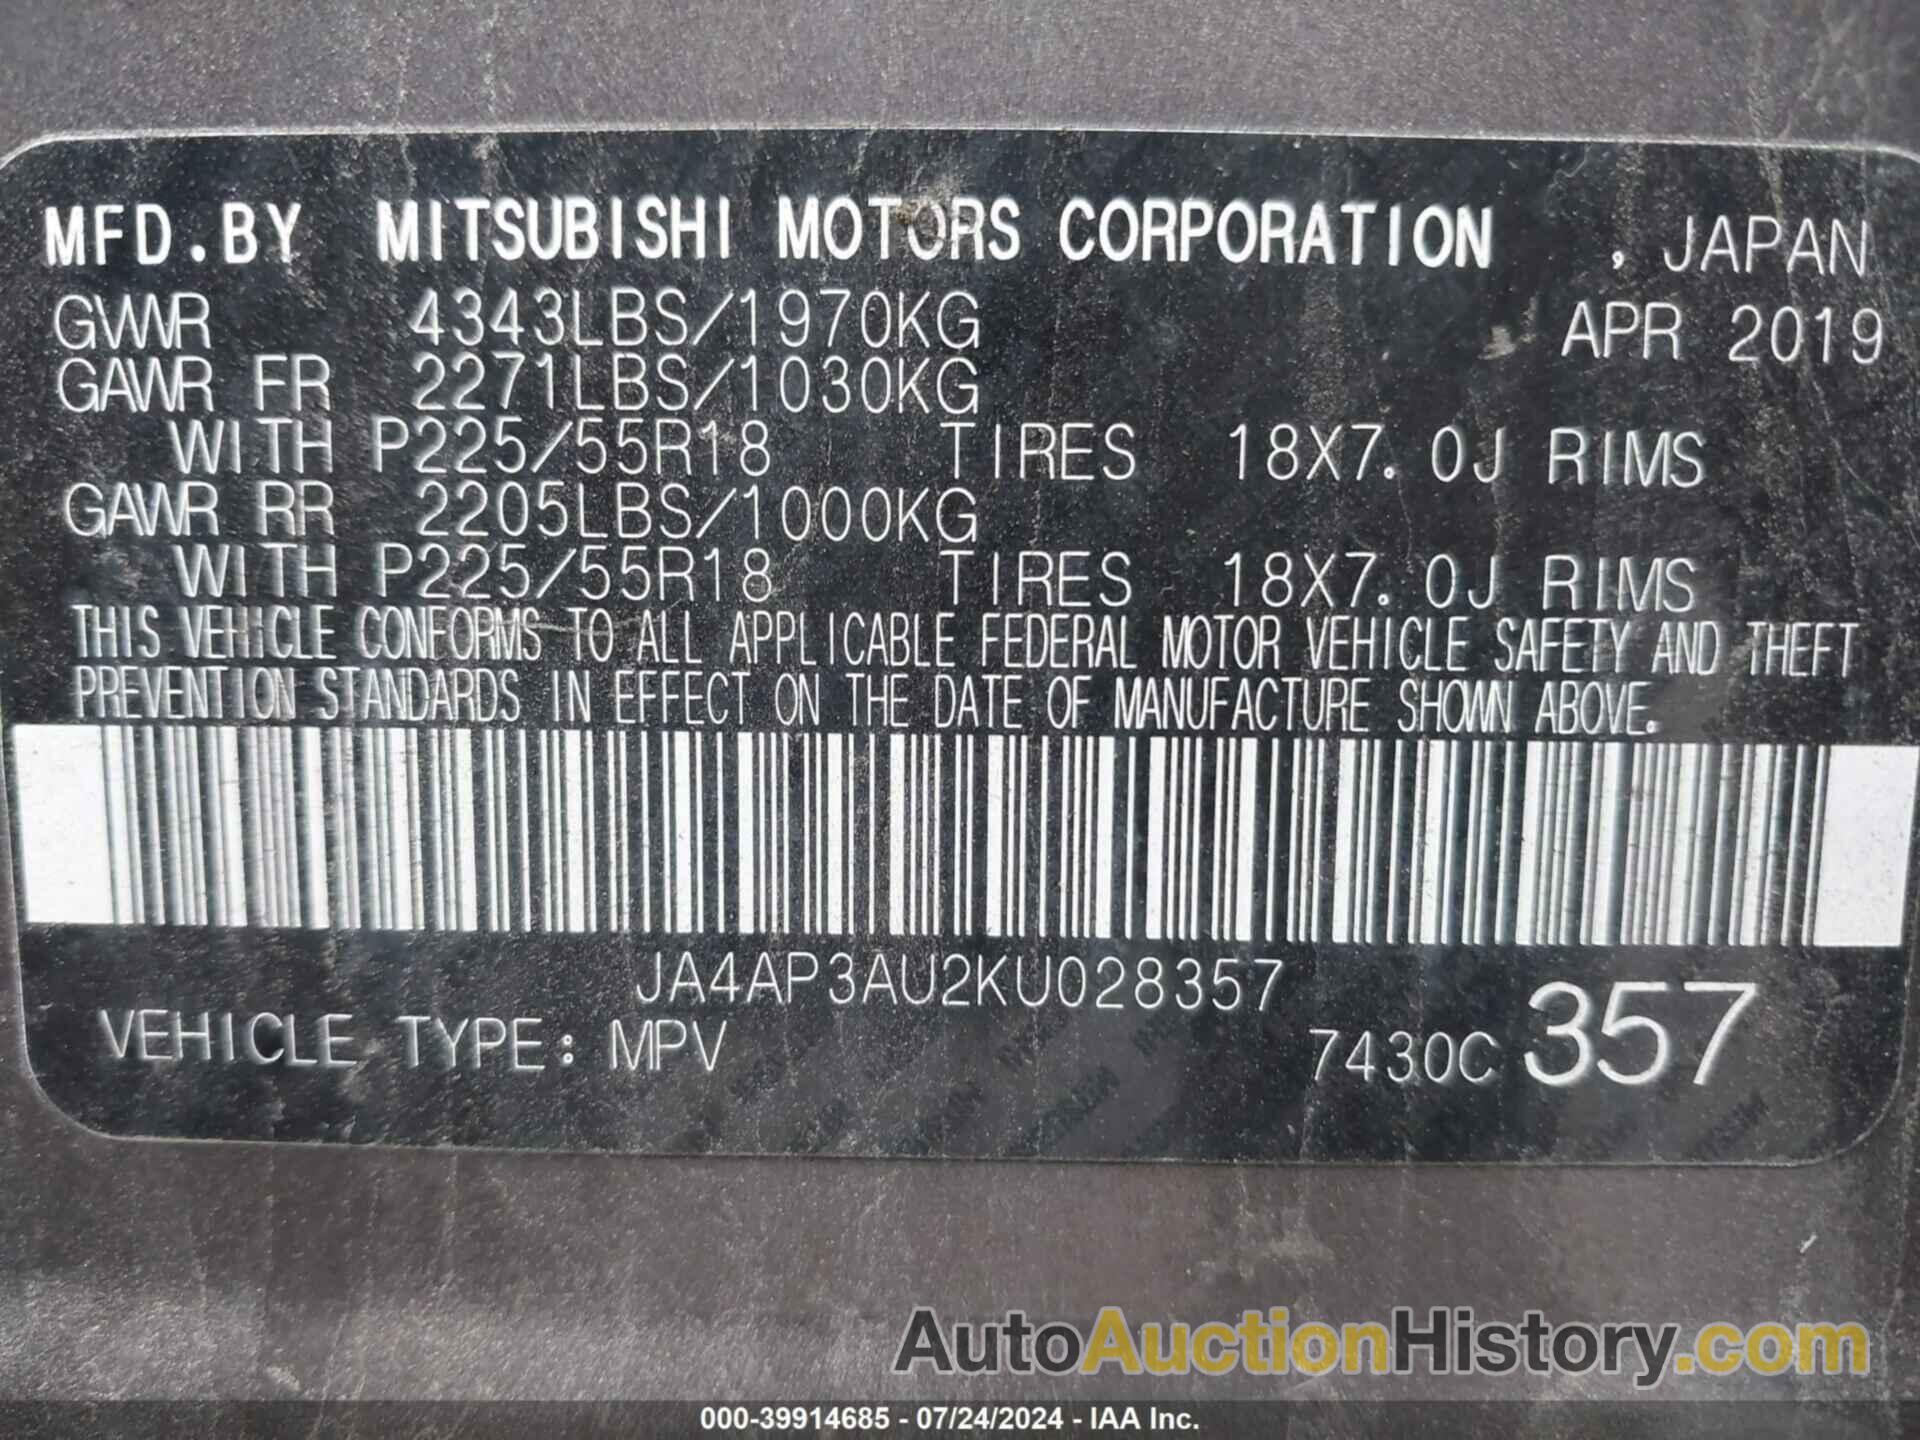 MFD.BY MITSUBISHI MOTORS CORPORATION , JAPAN
GVWR 4343LBS/1970KG APR 2019
GAWR FR 2271LBS/1030KG
WITH P225/55R18 TIRES 18X7.0J RIMS
GAWR RR 2205LBS/1000KG
WITH P225/55R18 TIRES 18X7.0J RIMS
THIS VEHICLE CONFORMS TO ALL APPLICABLE FEDERAL MOTOR VEHICLE SAFETY AND THEFT
PREVENTION STANDARDS IN EFFECT ON THE DATE OF MANUFACTURE SHOWN ABOVE.
JA4AP3AU2KU028357
VEHICLE TYPE: MPV 7430C 357
AutoAuctionHistory.com
000-39914685 - 07/24/2024 - IAA Inc.